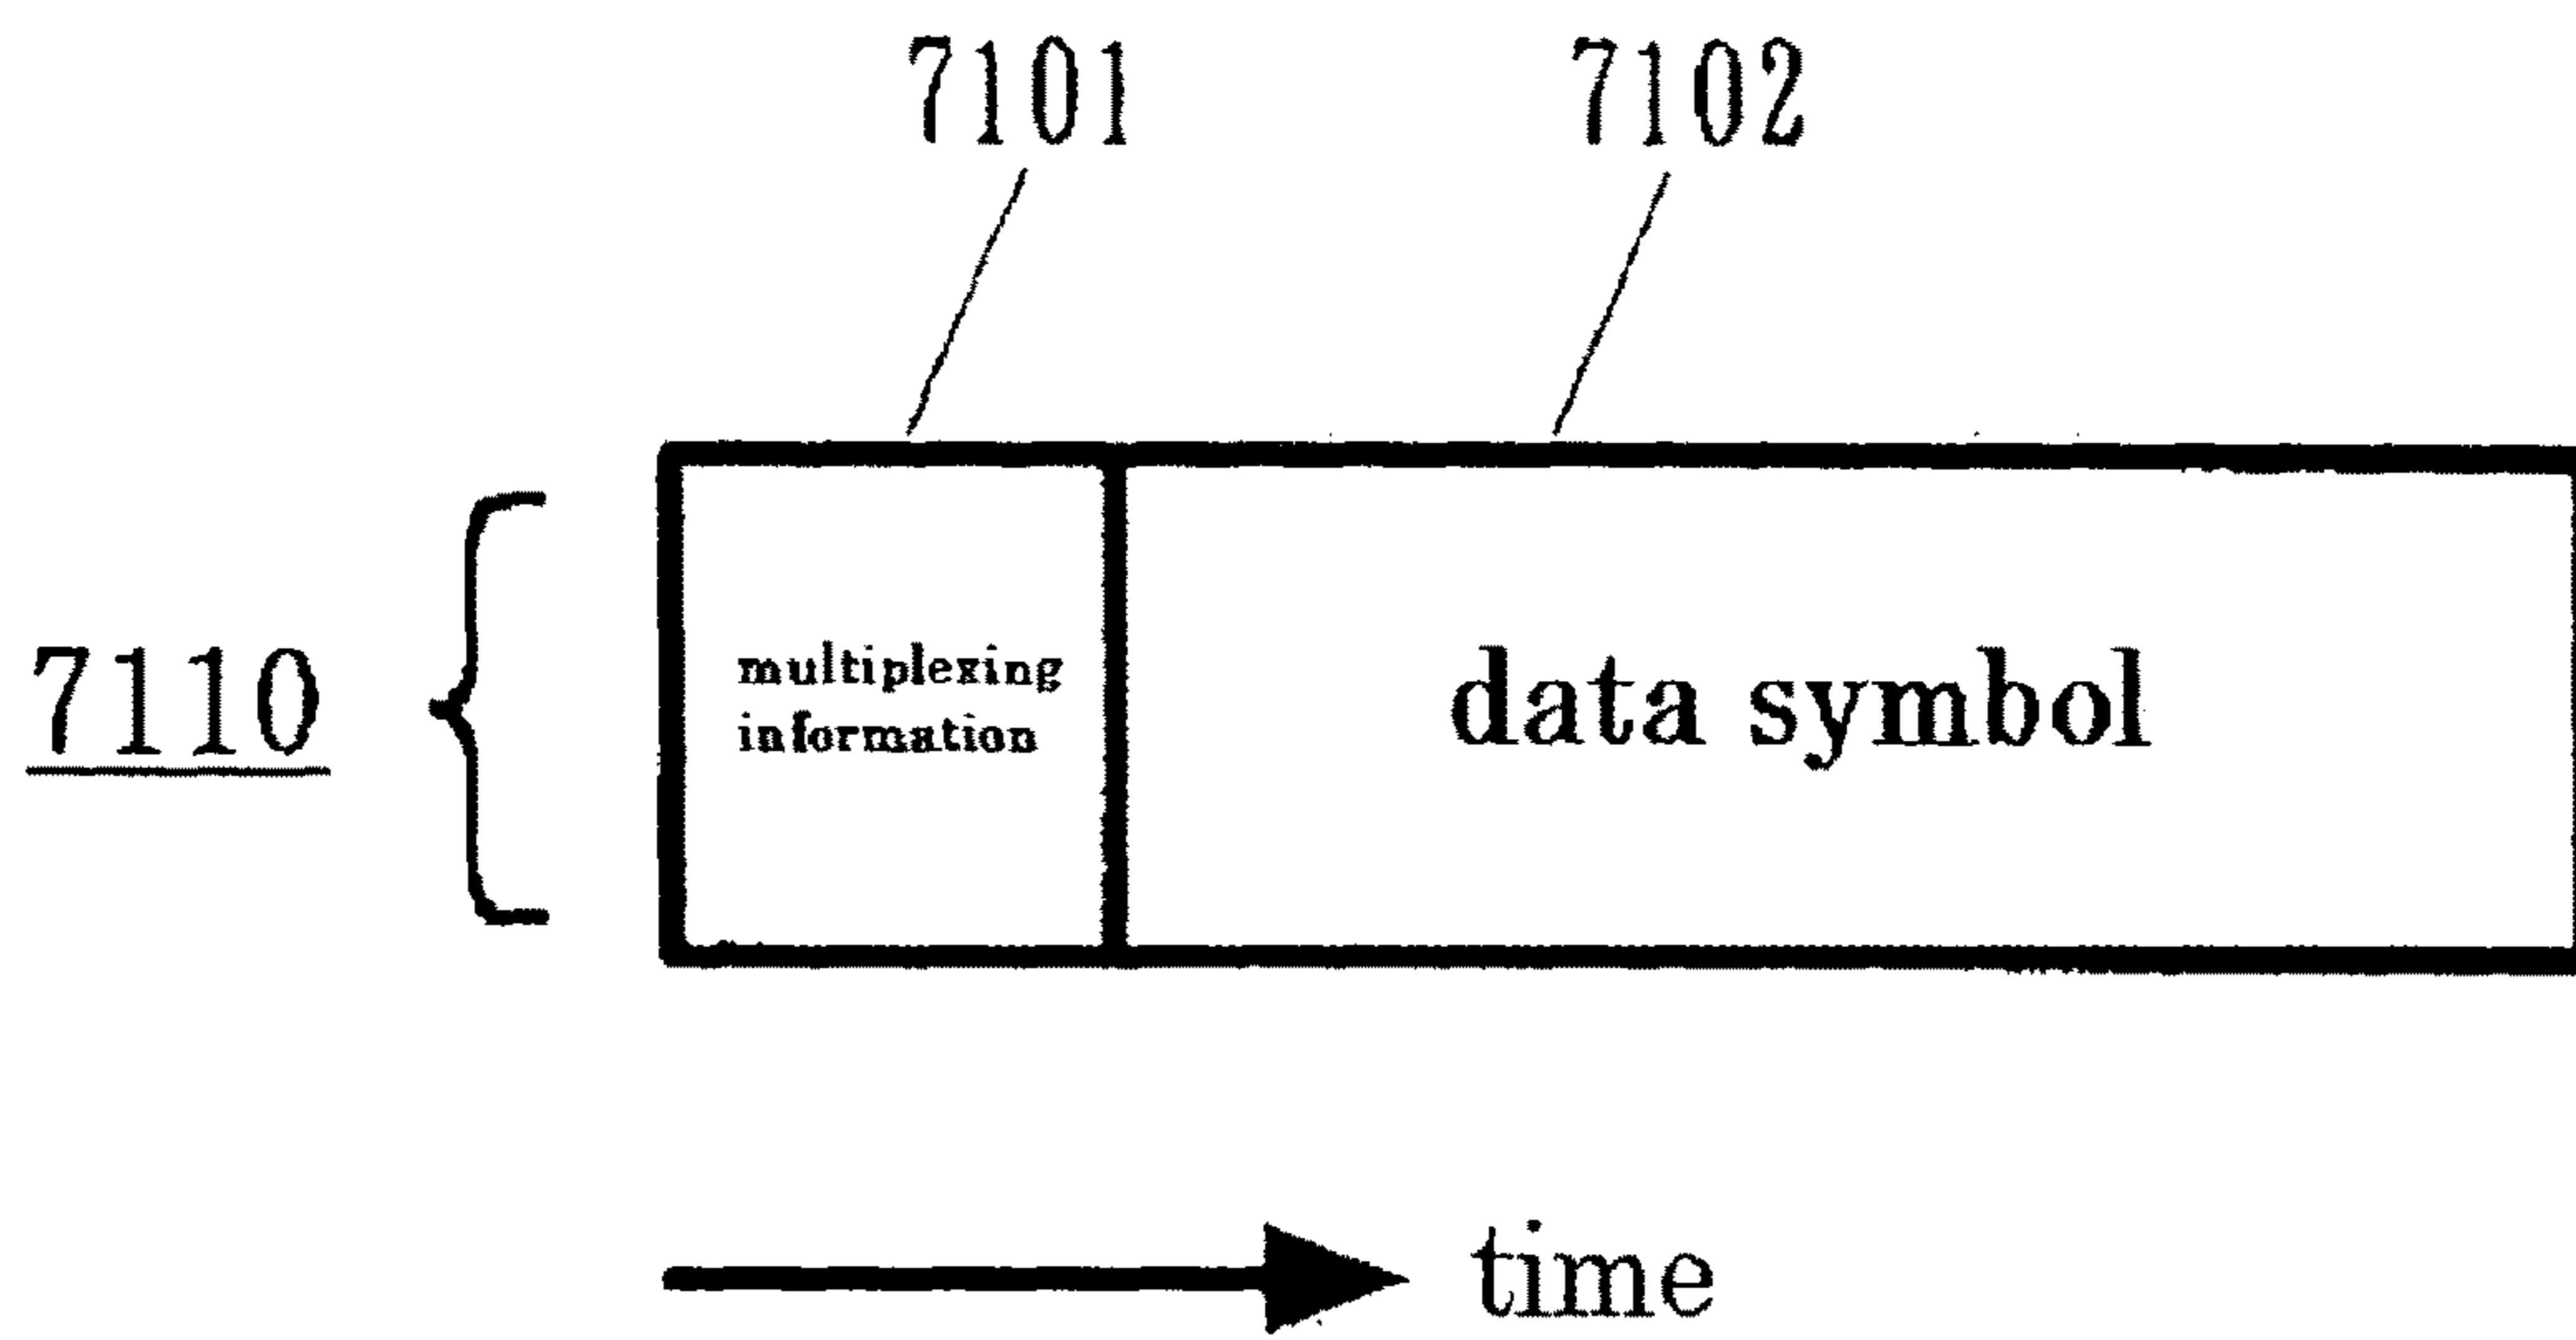 7101
7102
7110
multiplexing
information
data symbol
time